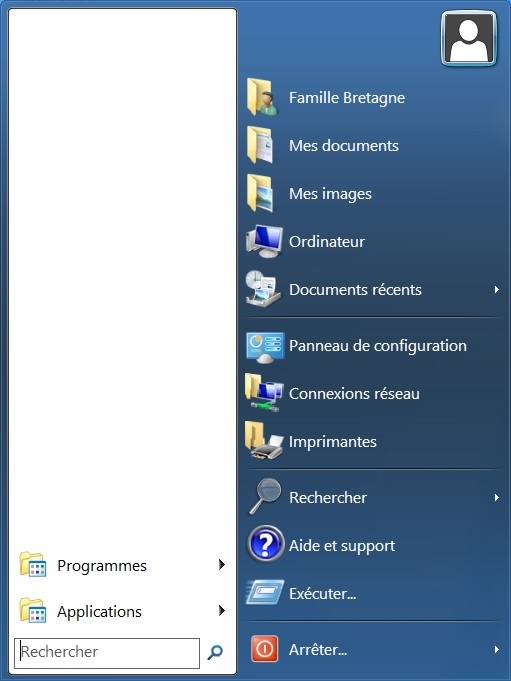 Programmes
Applications
Rechercher
Famille Bretagne
Mes documents
Mes images
Ordinateur
Documents récents
Panneau de configuration
Connexions réseau
Imprimantes
Rechercher
Aide et support
Exécuter...
Arrêter...